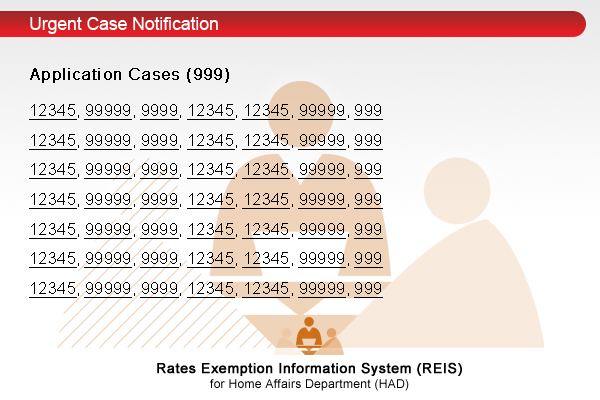 Urgent Case Notification
Application Cases (999)
12345, 99999, 9999, 12345, 12345, 99999, 999
12345, 99999, 9999, 12345, 12345, 99999, 999
12345, 99999, 9999, 12345, 12345, 99999, 999
12345, 99999, 9999, 12345, 12345, 99999, 999
12345, 99999, 9999, 12345, 12345, 99999, 999
12345, 99999, 9999, 12345, 12345, 99999, 999
12345, 99999, 9999, 12345, 12345, 99999, 999
Rates Exemption Information System (REIS)
for Home Affairs Department (HAD)